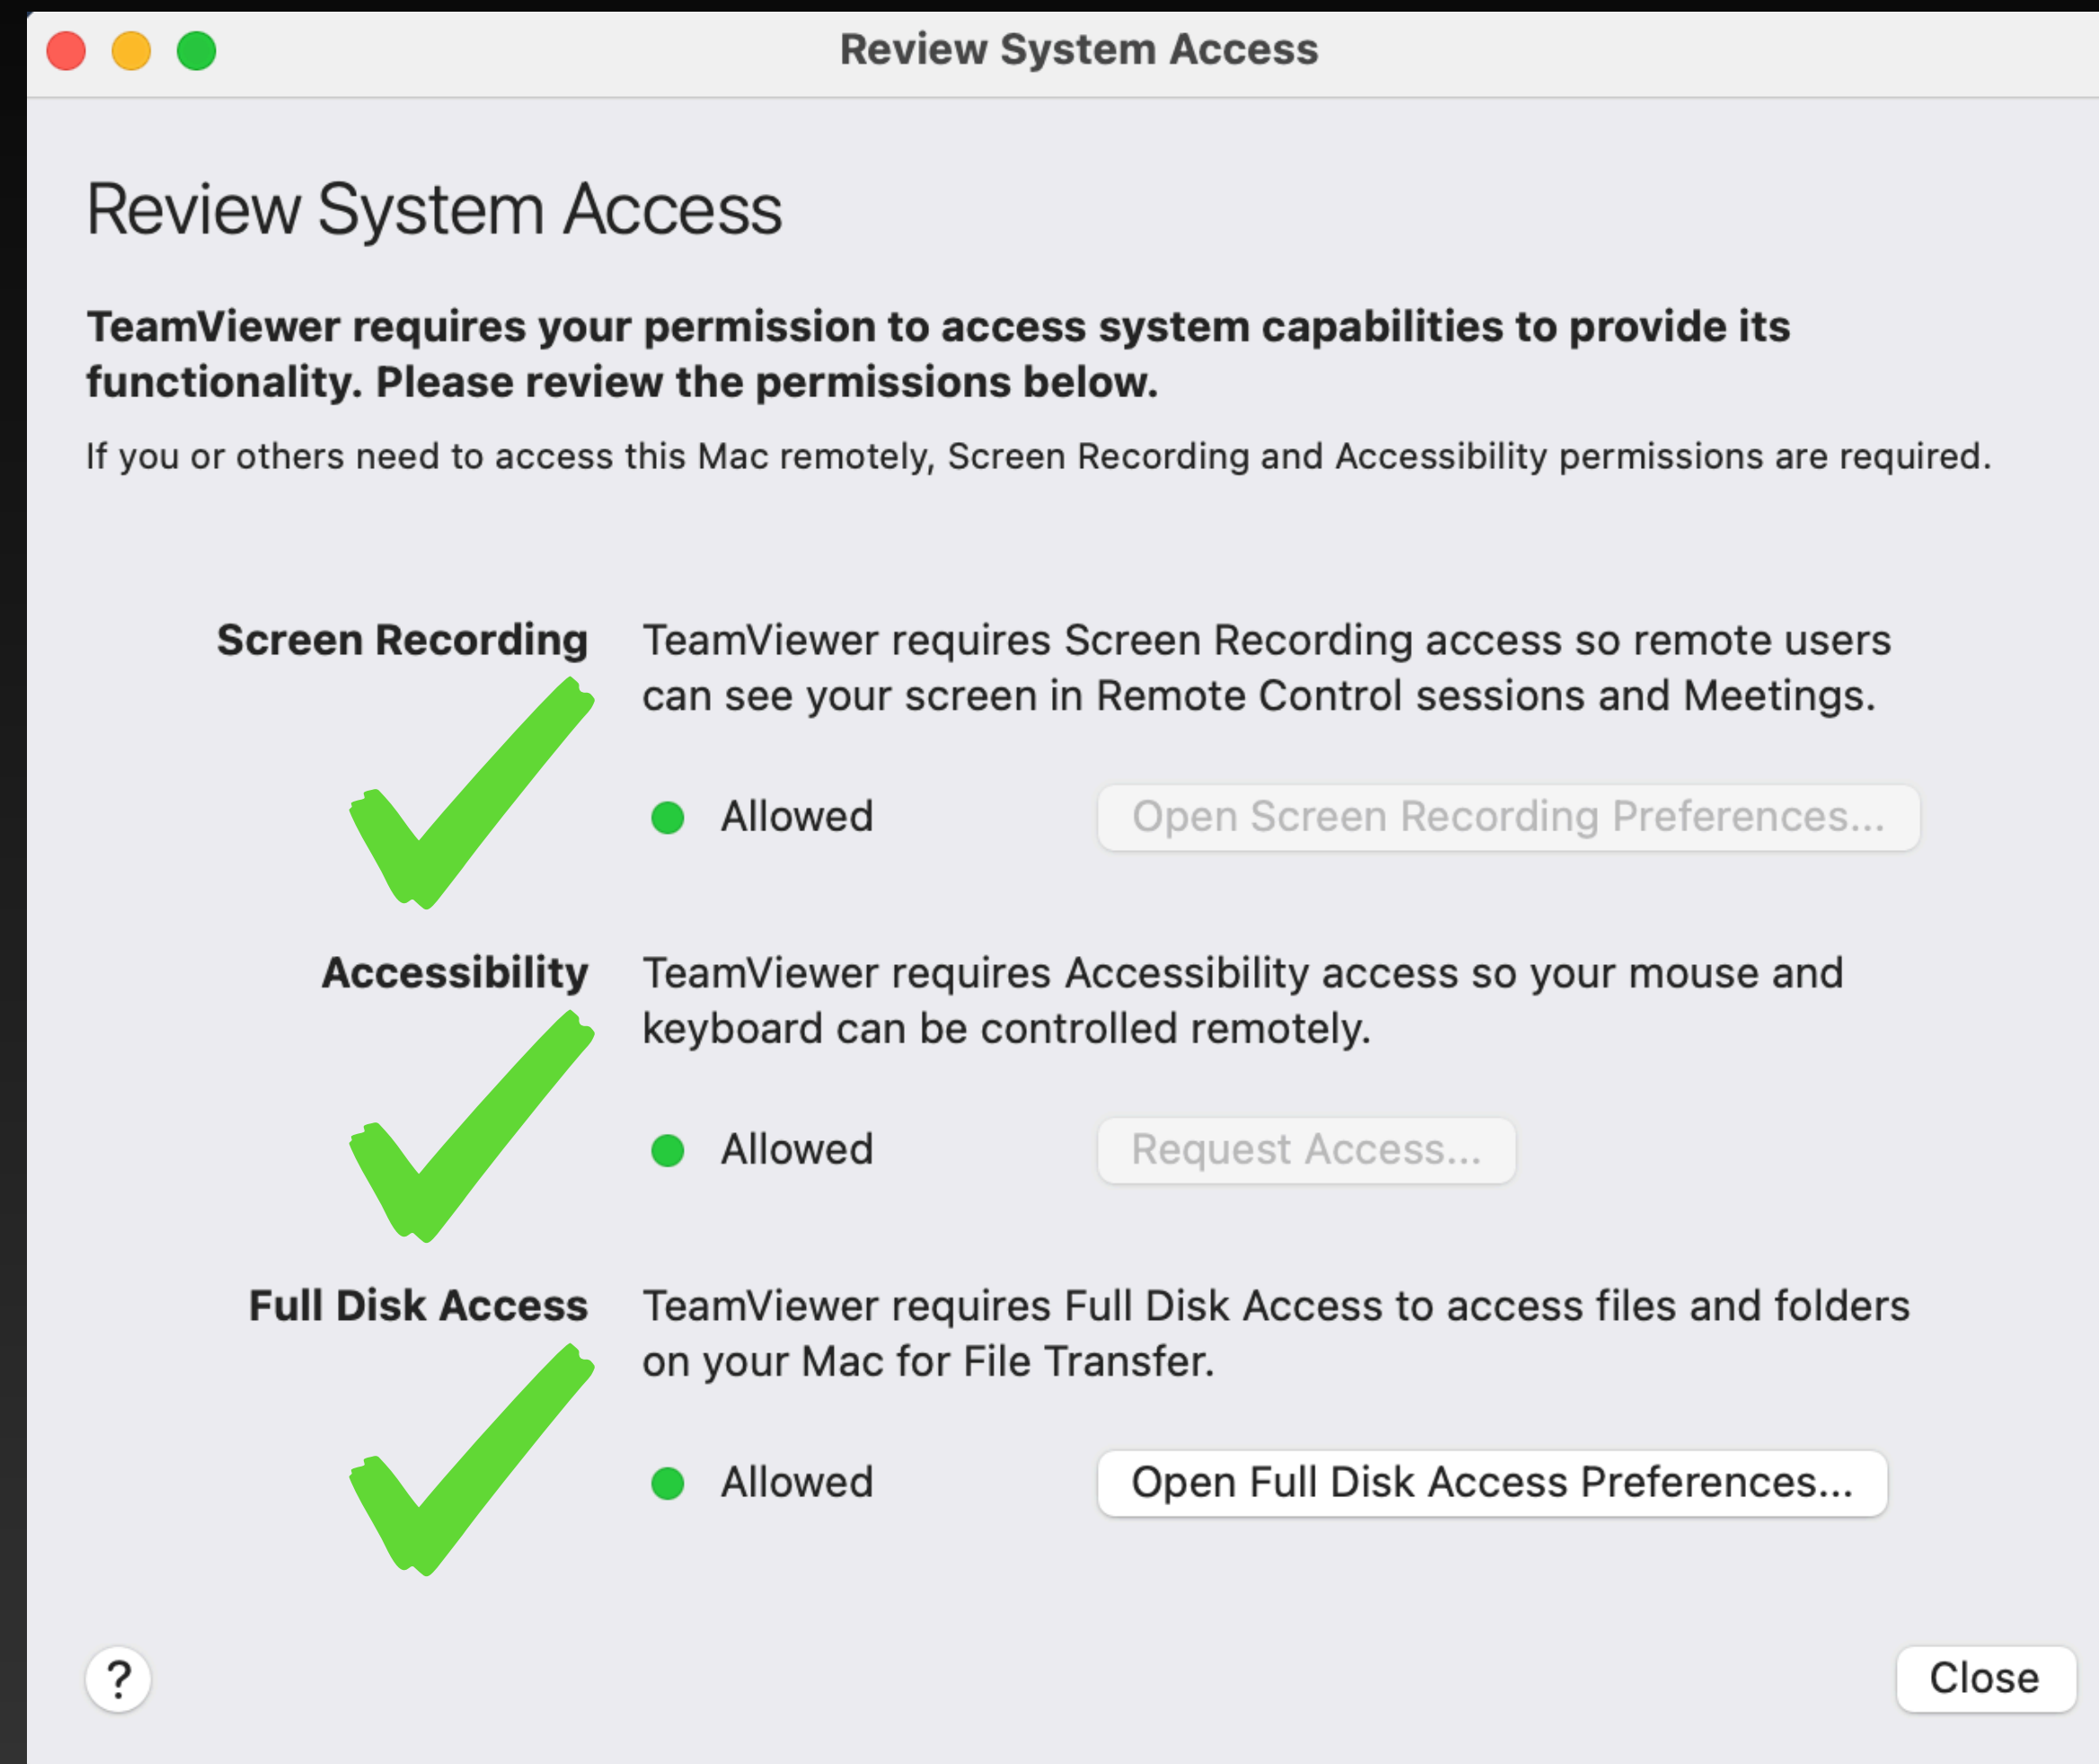 Review System Access
Review System Access
TeamViewer requires your permission to access system capabilities to provide its
functionality. Please review the permissions below.
If you or others need to access this Mac remotely, Screen Recording and Accessibility permissions are required.
Screen Recording
TeamViewer requires Screen Recording access so remote users
can see your screen in Remote Control sessions and Meetings.
Allowed
Open Screen Recording Preferences...
Accessibility
TeamViewer requires Accessibility access so your mouse and
keyboard can be controlled remotely.
Allowed
Request Access...
Full Disk Access
TeamViewer requires Full Disk Access to access files and folders
on your Mac for File Transfer.
Allowed
Open Full Disk Access Preferences...
?
Close